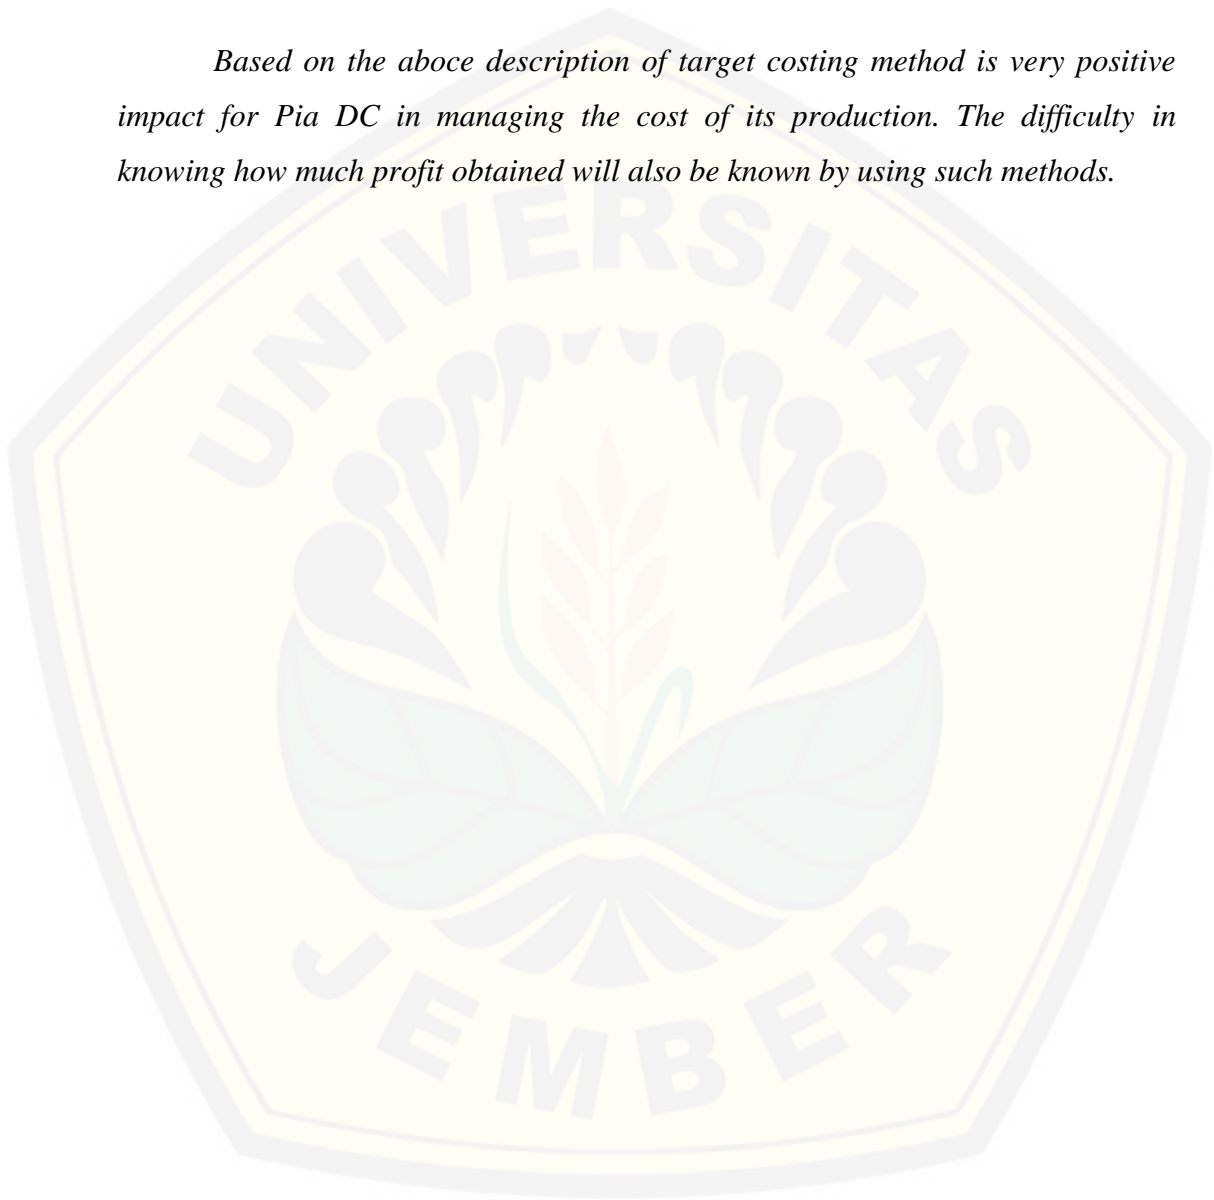 Based on the aboce description of target costing method is very positive
impact for Pia DC in managing the cost of its production. The difficulty in
knowing how much profit obtained will also be known by using such methods.
UNIVERSITAS
JEMBER